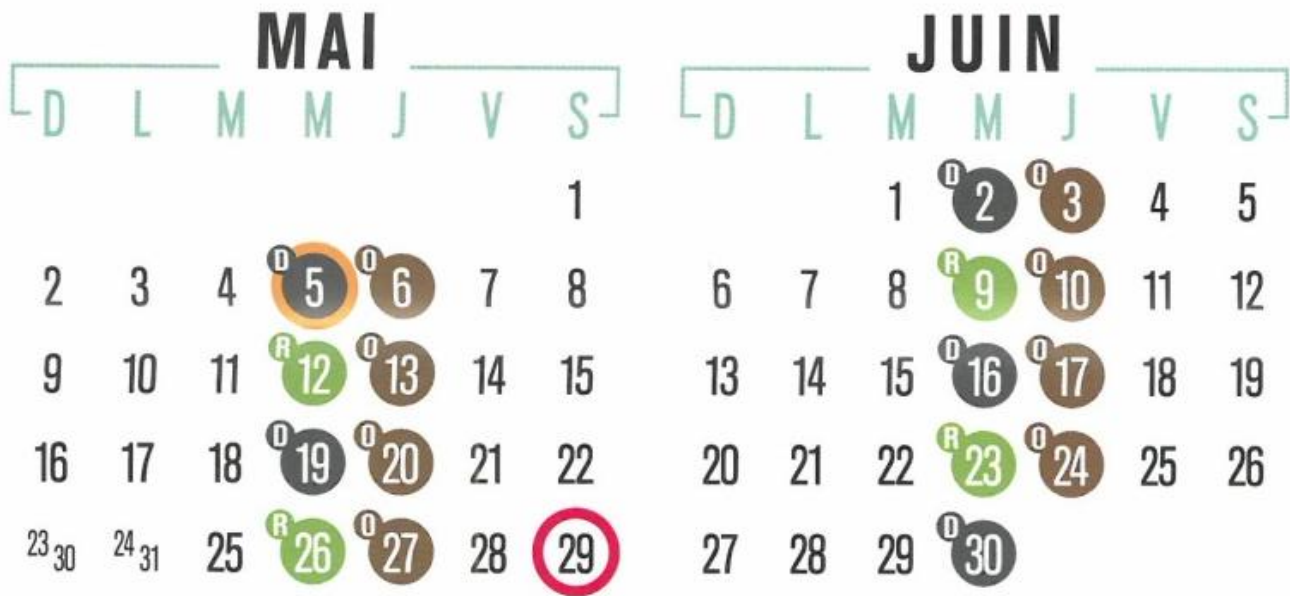 MAI
D L M M J V S
1
2 3 4 D 5 O 6 7 8
9 10 11 R 12 O 13 14 15
16 17 18 D 19 O 20 21 22
23 30 24 31 25 R 26 O 27 28 29
JUIN
D L M M J V S
1 D 2 O 3 4 5
6 7 8 R 9 O 10 11 12
13 14 15 D 16 O 17 18 19
20 21 22 R 23 O 24 25 26
27 28 29 D 30